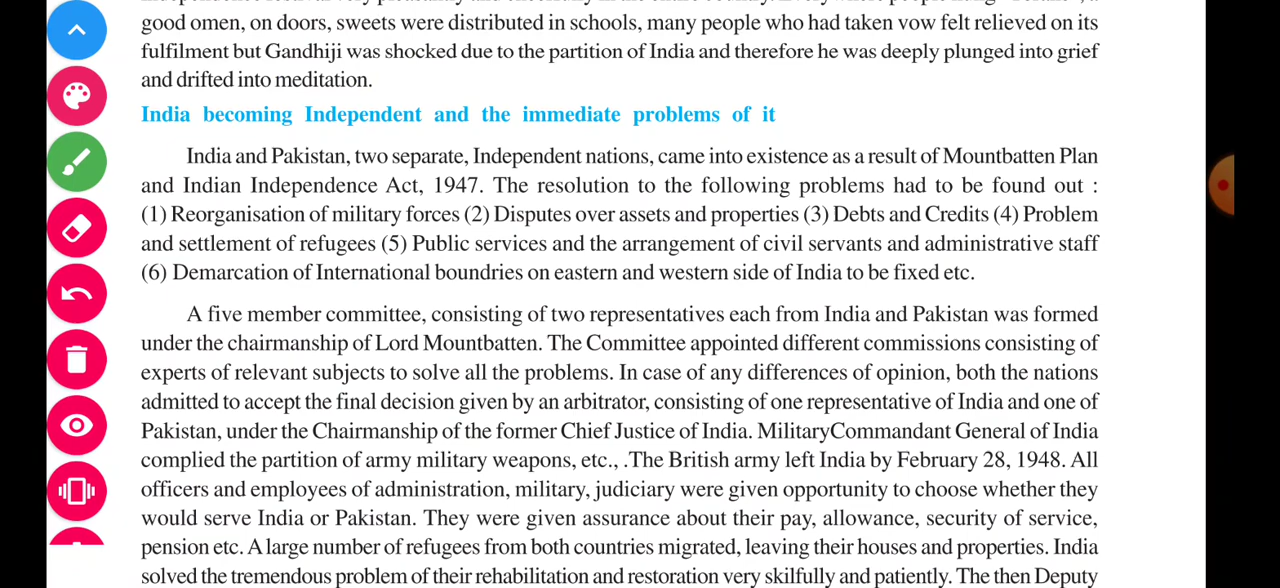 good omen, on doors, sweets were distributed in schools, many people who had taken vow felt relieved on its
fulfilment but Gandhiji was shocked due to the partition of India and therefore he was deeply plunged into grief
and drifted into meditation.
India becoming Independent and the immediate problems of it
India and Pakistan, two separate, Independent nations, came into existence as a result of Mountbatten Plan
and Indian Independence Act, 1947. The resolution to the following problems had to be found out :
(1) Reorganisation of military forces (2) Disputes over assets and properties (3) Debts and Credits (4) Problem
and settlement of refugees (5) Public services and the arrangement of civil servants and administrative staff
(6) Demarcation of International boundries on eastern and western side of India to be fixed etc.
A five member committee, consisting of two representatives each from India and Pakistan was formed
under the chairmanship of Lord Mountbatten. The Committee appointed different commissions consisting of
experts of relevant subjects to solve all the problems. In case of any differences of opinion, both the nations
admitted to accept the final decision given by an arbitrator, consisting of one representative of India and one of
Pakistan, under the Chairmanship of the former Chief Justice of India. MilitaryCommandant General of India
complied the partition of army military weapons, etc., .The British army left India by February 28, 1948. All
officers and employees of administration, military, judiciary were given opportunity to choose whether they
would serve India or Pakistan. They were given assurance about their pay, allowance, security of service,
pension etc. A large number of refugees from both countries migrated, leaving their houses and properties. India
solved the tremendous problem of their rehabilitation and restoration very skilfully and patiently. The then Deputy